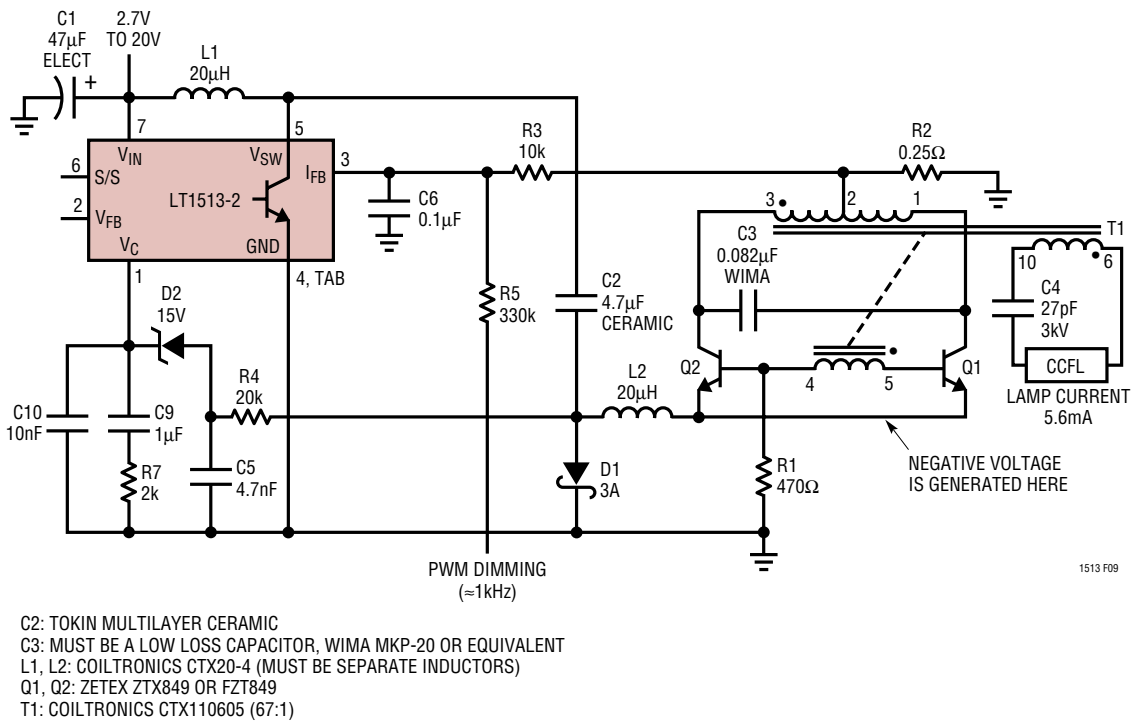 C1
47µF
ELECT
+
2.7V
TO 20V
L1
20µH
7
5
VIN
VSW
6
S/S
IFB
3
LT1513-2
2
VFB
VC
GND
1
4, TAB
R3
10k
R2
0.25Ω
C6
0.1µF
3
2
1
T1
C3
0.082µF
WIMA
10
6
C4
27pF
3kV
CCFL
LAMP CURRENT
5.6mA
D2
15V
R5
330k
C2
4.7µF
CERAMIC
Q2
4
5
Q1
L2
20µH
R4
20k
C10
10nF
C9
1µF
R7
2k
C5
4.7nF
D1
3A
R1
470Ω
NEGATIVE VOLTAGE
IS GENERATED HERE
PWM DIMMING
(≈1kHz)
1513 F09
C2: TOKIN MULTILAYER CERAMIC
C3: MUST BE A LOW LOSS CAPACITOR, WIMA MKP-20 OR EQUIVALENT
L1, L2: COILTRONICS CTX20-4 (MUST BE SEPARATE INDUCTORS)
Q1, Q2: ZETEX ZTX849 OR FZT849
T1: COILTRONICS CTX110605 (67:1)